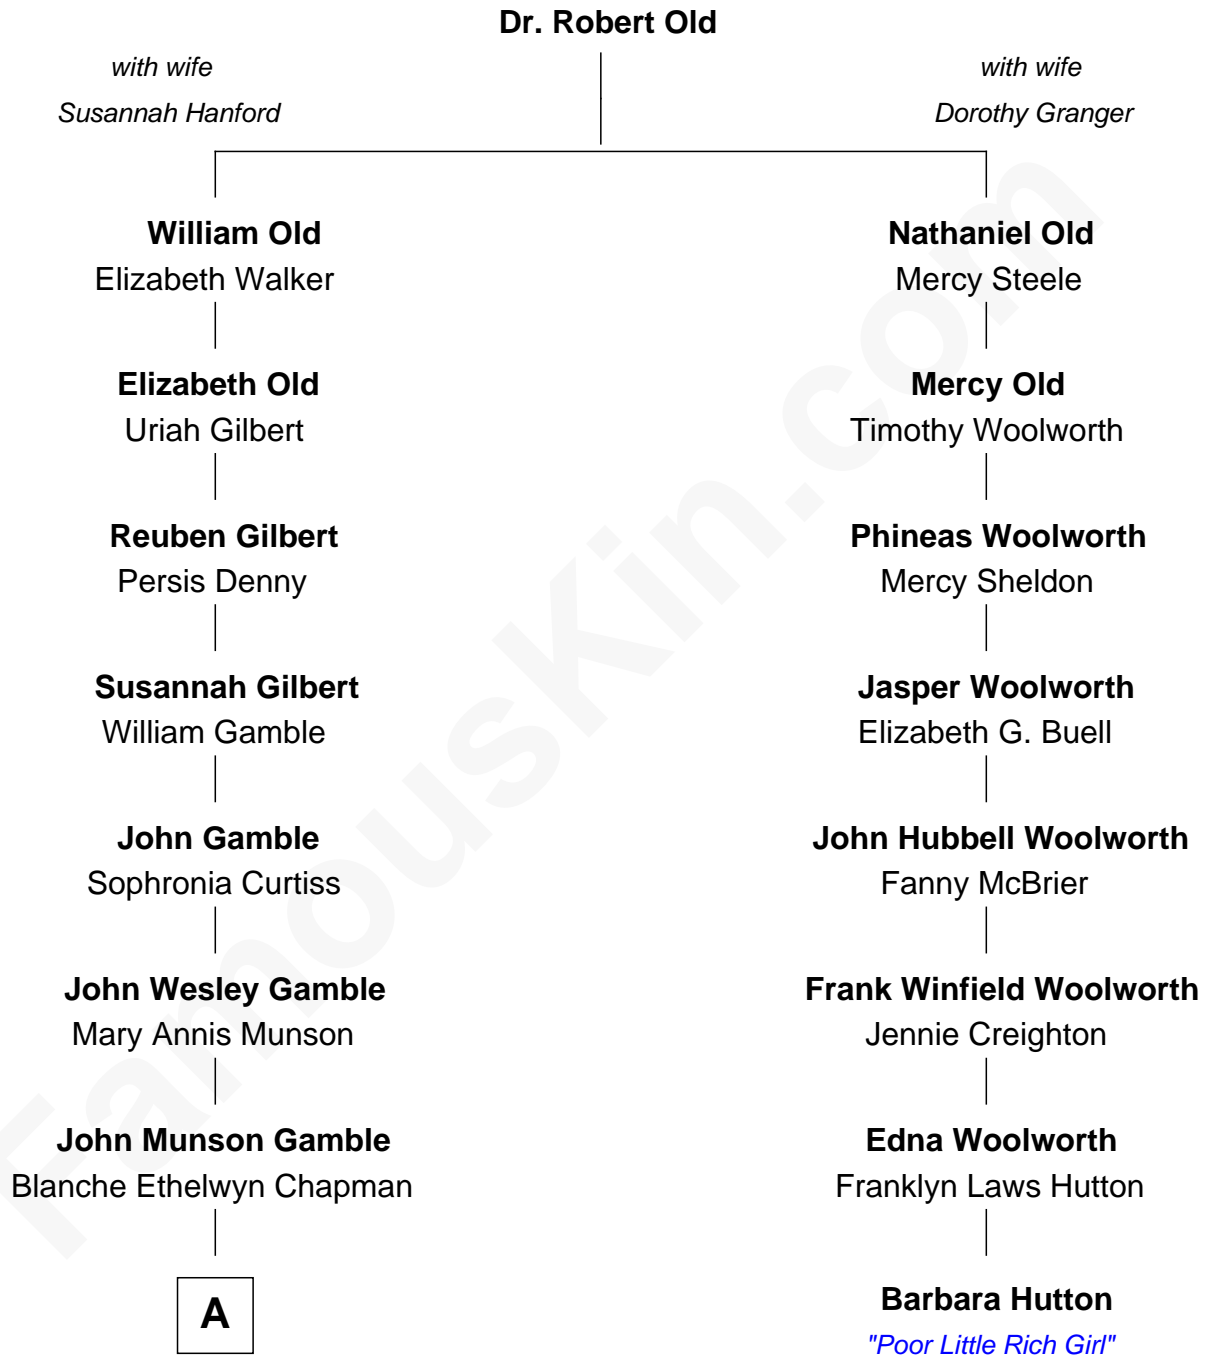 Dr. Robert Old
with wife
Susannah Hanford
with wife
Dorothy Granger
William Old
Elizabeth Walker
Nathaniel Old
Mercy Steele
Elizabeth Old
Uriah Gilbert
Mercy Old
Timothy Woolworth
Reuben Gilbert
Persis Denny
Phineas Woolworth
Mercy Sheldon
Susannah Gilbert
William Gamble
Jasper Woolworth
Elizabeth G. Buell
John Gamble
Sophronia Curtiss
John Hubbell Woolworth
Fanny McBrier
John Wesley Gamble
Mary Annis Munson
Frank Winfield Woolworth
Jennie Creighton
John Munson Gamble
Blanche Ethelwyn Chapman
Edna Woolworth
Franklyn Laws Hutton
A
Barbara Hutton
"Poor Little Rich Girl"
FamousKin.com